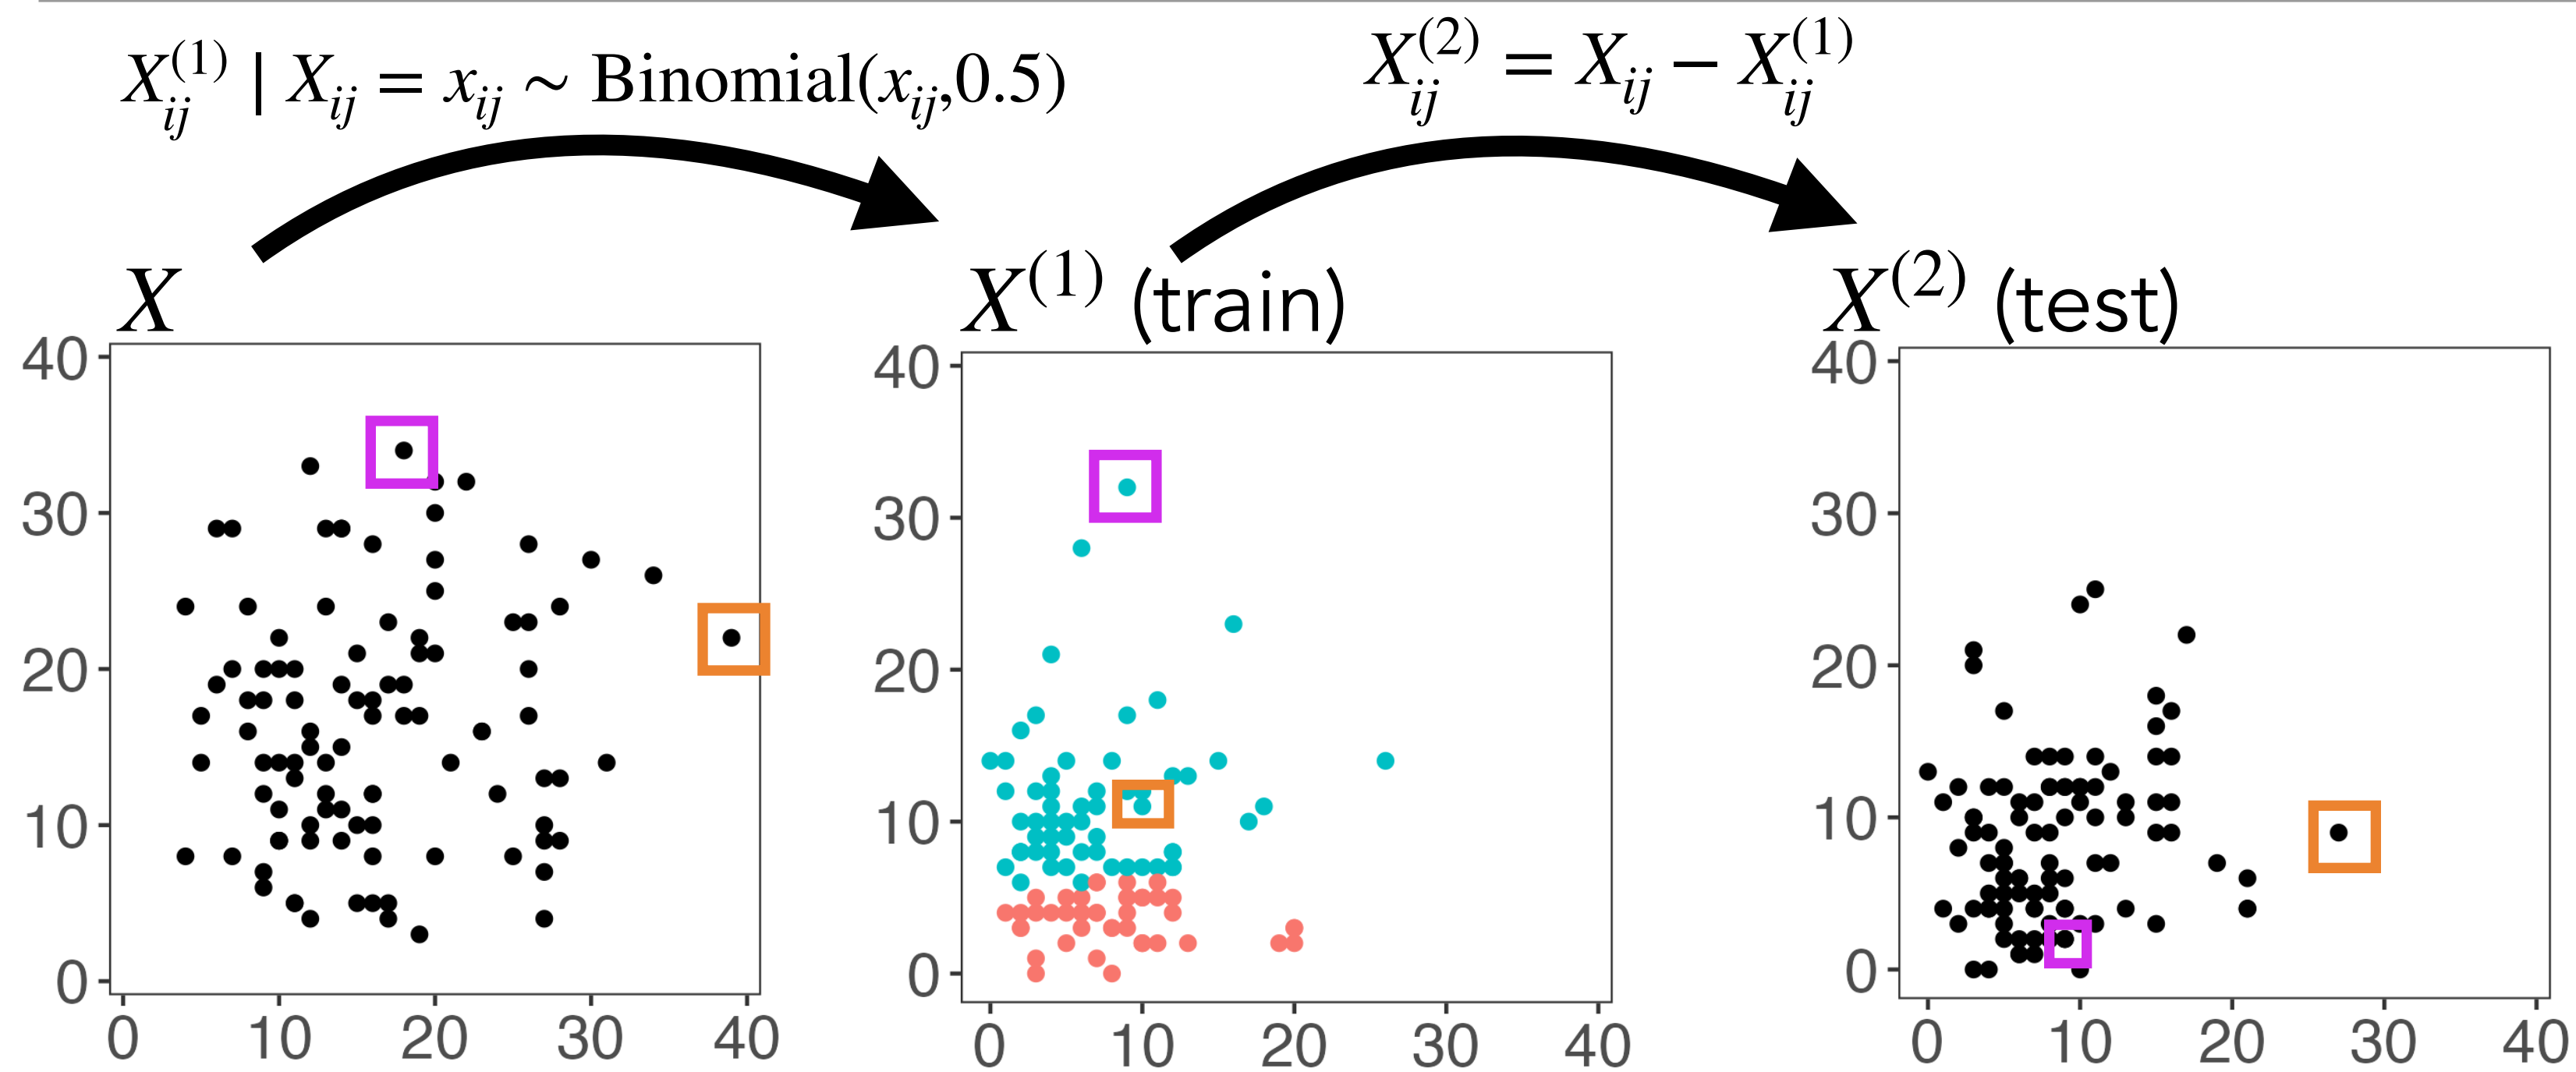 X_{ij}^{(1)} | X_{ij} = x_{ij} ∼ Binomial(x_{ij},0.5)
X_{ij}^{(2)} = X_{ij} − X_{ij}^{(1)}
X
X^{(1)} (train)
X^{(2)} (test)
40
30
20
10
0
0 10 20 30 40
40
30
20
10
0
0 10 20 30 40
40
30
20
10
0
0 10 20 30 40